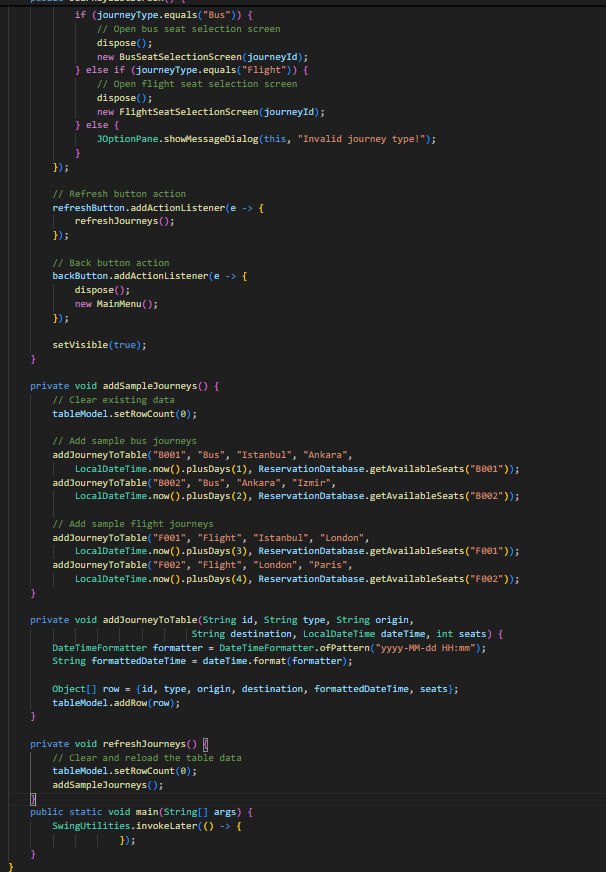 if (journeyType.equals("Bus")) {
                // Open bus seat selection screen
                dispose();
                new BusSeatSelectionScreen(journeyId);
            } else if (journeyType.equals("Flight")) {
                // Open flight seat selection screen
                dispose();
                new FlightSeatSelectionScreen(journeyId);
            } else {
                JOptionPane.showMessageDialog(this, "Invalid journey type!");
            }
        });

        // Refresh button action
        refreshButton.addActionListener(e -> {
            refreshJourneys();
        });

        // Back button action
        backButton.addActionListener(e -> {
            dispose();
            new MainMenu();
        });

        setVisible(true);
    }

    private void addSampleJourneys() {
        // Clear existing data
        tableModel.setRowCount(0);

        // Add sample bus journeys
        addJourneyToTable("B001", "Bus", "Istanbul", "Ankara",
            LocalDateTime.now().plusDays(1), ReservationDatabase.getAvailableSeats("B001"));
        addJourneyToTable("B002", "Bus", "Ankara", "Izmir",
            LocalDateTime.now().plusDays(2), ReservationDatabase.getAvailableSeats("B002"));

        // Add sample flight journeys
        addJourneyToTable("F001", "Flight", "Istanbul", "London",
            LocalDateTime.now().plusDays(3), ReservationDatabase.getAvailableSeats("F001"));
        addJourneyToTable("F002", "Flight", "London", "Paris",
            LocalDateTime.now().plusDays(4), ReservationDatabase.getAvailableSeats("F002"));
    }

    private void addJourneyToTable(String id, String type, String origin,
                                 String destination, LocalDateTime dateTime, int seats) {
        DateTimeFormatter formatter = DateTimeFormatter.ofPattern("yyyy-MM-dd HH:mm");
        String formattedDateTime = dateTime.format(formatter);

        Object[] row = {id, type, origin, destination, formattedDateTime, seats};
        tableModel.addRow(row);
    }

    private void refreshJourneys() {
        // Clear and reload the table data
        tableModel.setRowCount(0);
        addSampleJourneys();
    }
    public static void main(String[] args) {
        SwingUtilities.invokeLater(() -> {
                    });
    }
}